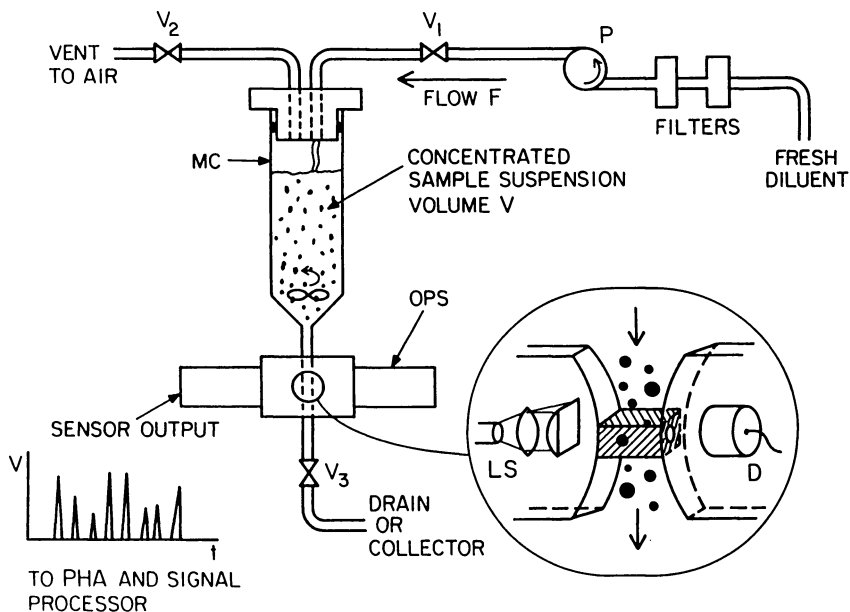 V2
V1
P
VENT
TO AIR
FLOW F
FILTERS
FRESH
DILUENT
MC
CONCENTRATED
SAMPLE SUSPENSION
VOLUME V
OPS
SENSOR OUTPUT
LS
D
V3
DRAIN
OR
COLLECTOR
V
t
TO PHA AND SIGNAL
PROCESSOR